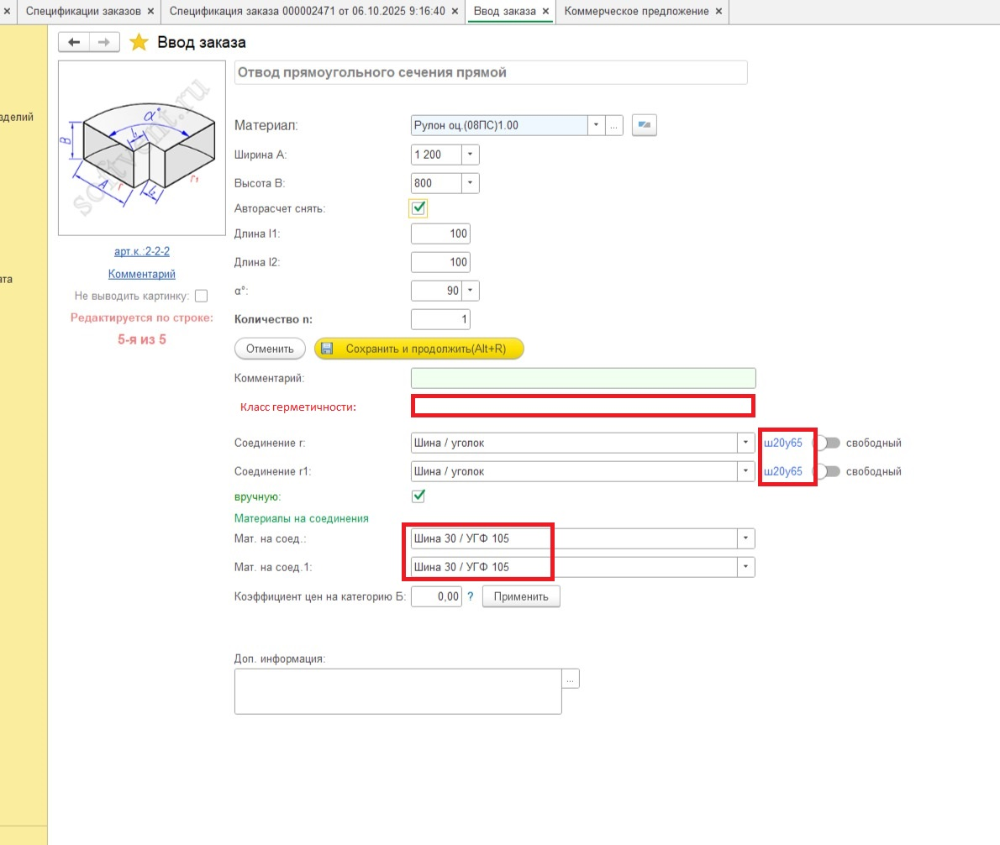 Спецификации заказов × Спецификация заказа 000002471 от 06.10.2025 9:16:40 × Ввод заказа × Коммерческое предложение ×
Ввод заказа
зделий
ата
softvent.ru
α°
l₁
l₂
B
A
r
r₁
арт.к.:2-2-2
Комментарий
Не выводить картинку:
Редактируется по строке:
5-я из 5
Отвод прямоугольного сечения прямой
Материал: Рулон оц.(08ПС)1.00 ...
Ширина А: 1 200
Высота В: 800
Авторасчет снять:
Длина l1: 100
Длина l2: 100
α°: 90
Количество n: 1
Отменить Сохранить и продолжить(Alt+R)
Комментарий:
Класс герметичности:
Соединение r: Шина / уголок ш20у65 свободный
Соединение r1: Шина / уголок ш20у65 свободный
вручную:
Материалы на соединения
Мат. на соед.: Шина 30 / УГФ 105
Мат. на соед.1: Шина 30 / УГФ 105
Коэффициент цен на категорию Б: 0,00 ? Применить
Доп. информация:
...